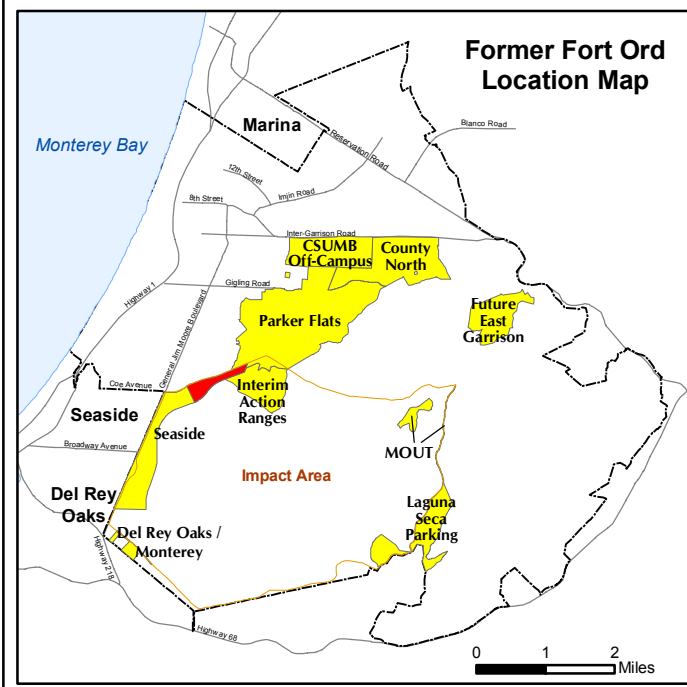 Former Fort Ord
Location Map
Marina
Blanco Road
Monterey Bay
Reservation Road
12th Street
Imjin Road
8th Street
Inter-Garrison Road
CSUMB
Off-Campus
County
North
Gigling Road
Highway 1
General Jim Moore Boulevard
Parker Flats
Future
East
Garrison
Coe Avenue
Interim
Action
Ranges
Seaside
Seaside
Broadway Avenue
MOUT
Impact Area
Del Rey
Oaks
Laguna
Seca
Parking
Del Rey Oaks /
Monterey
Highway 218
Highway 68
0 1 2
Miles